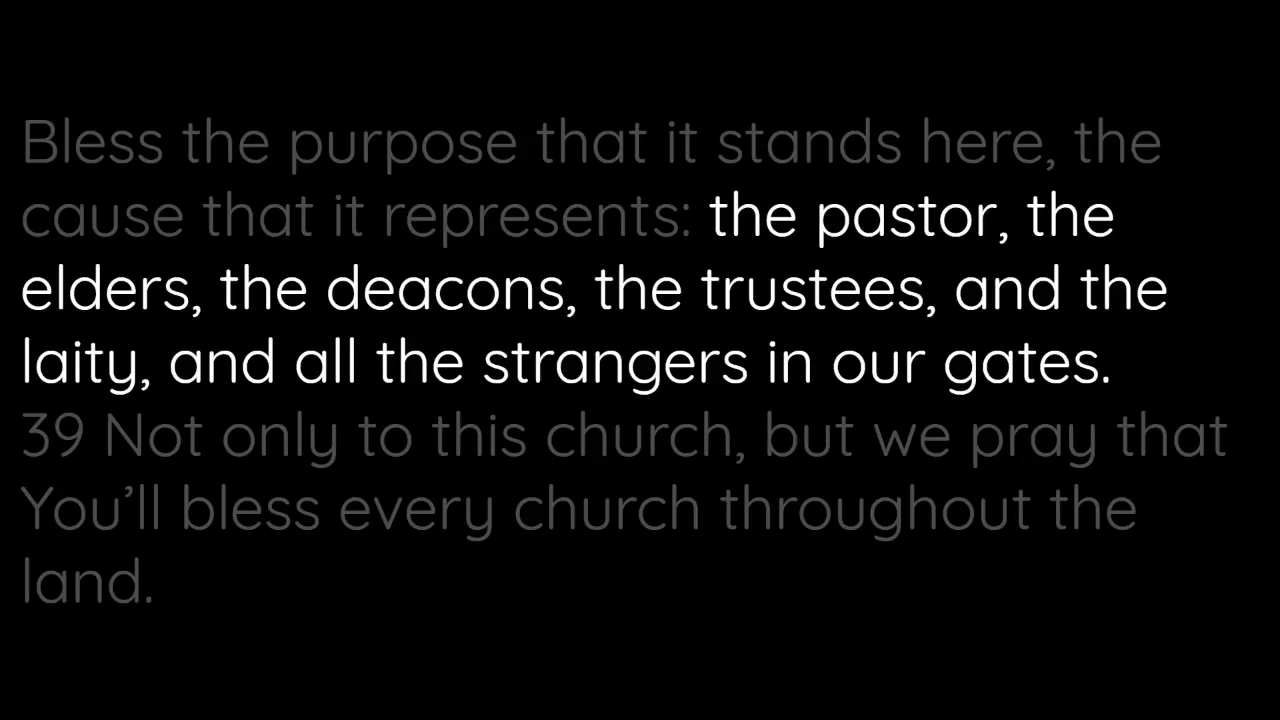 Bless the purpose that it stands here, the
cause that it represents: the pastor, the
elders, the deacons, the trustees, and the
laity, and all the strangers in our gates.
39 Not only to this church, but we pray that
You’ll bless every church throughout the
land.